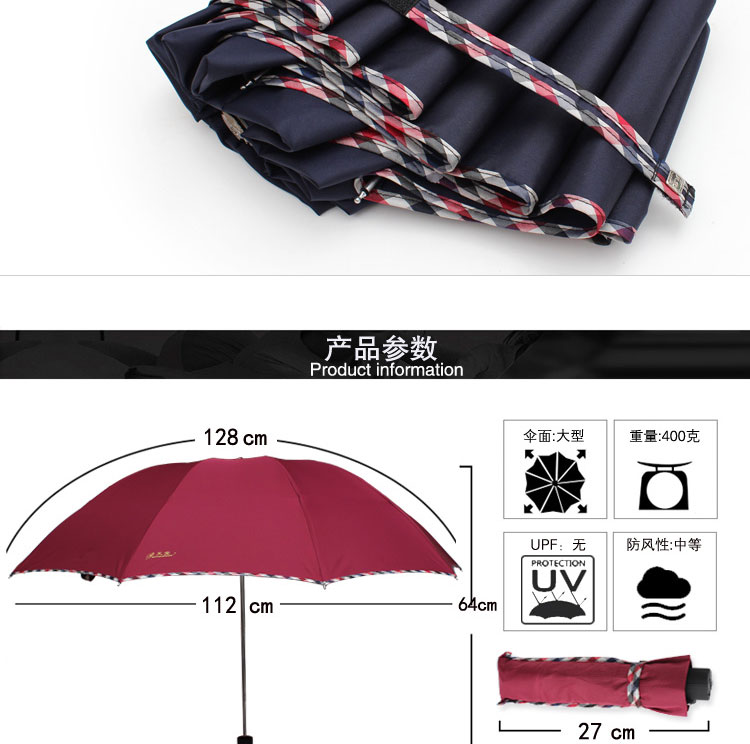 产品参数
Product information
128 cm
112 cm
64cm
伞面:大型
重量:400克
UPF: 无
防风性:中等
PROTECTION
UV
27 cm